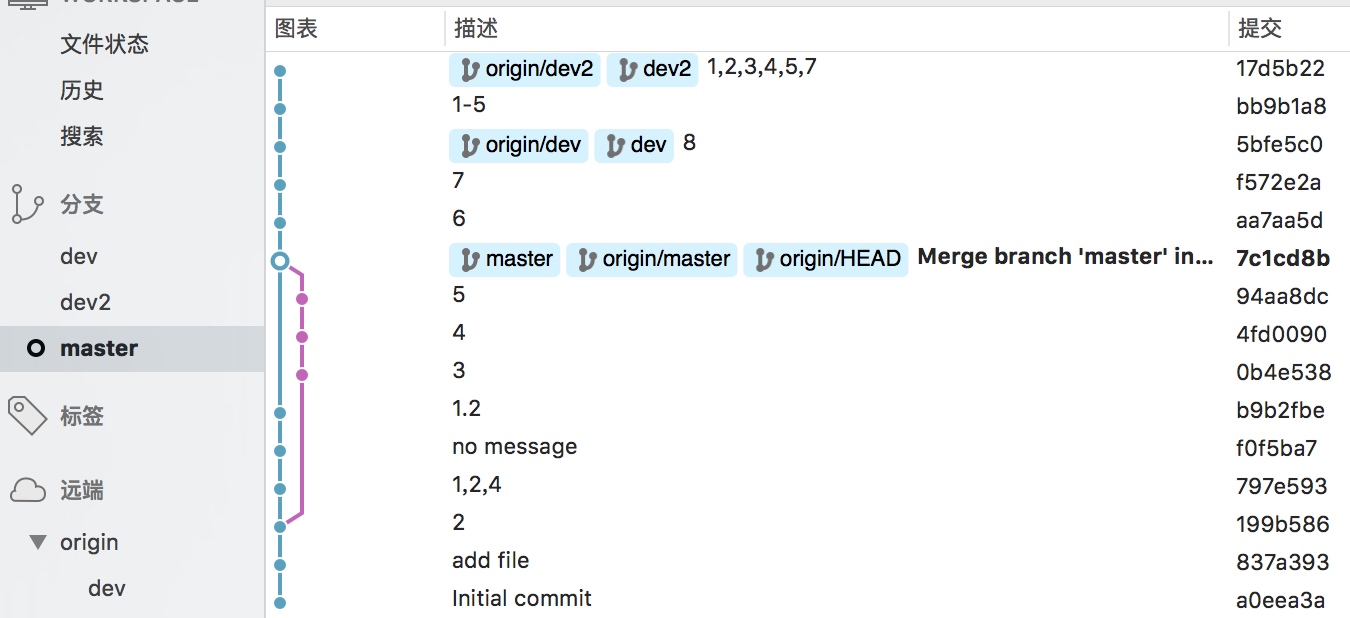 文件状态
历史
搜索
分支
dev
dev2
master
标签
远端
origin
dev
图表 描述 提交
origin/dev2 dev2 1,2,3,4,5,7 17d5b22
1-5 bb9b1a8
origin/dev dev 8 5bfe5c0
7 f572e2a
6 aa7aa5d
master origin/master origin/HEAD Merge branch 'master' in... 7c1cd8b
5 94aa8dc
4 4fd0090
3 0b4e538
1.2 b9b2fbe
no message f0f5ba7
1,2,4 797e593
2 199b586
add file 837a393
Initial commit a0eea3a